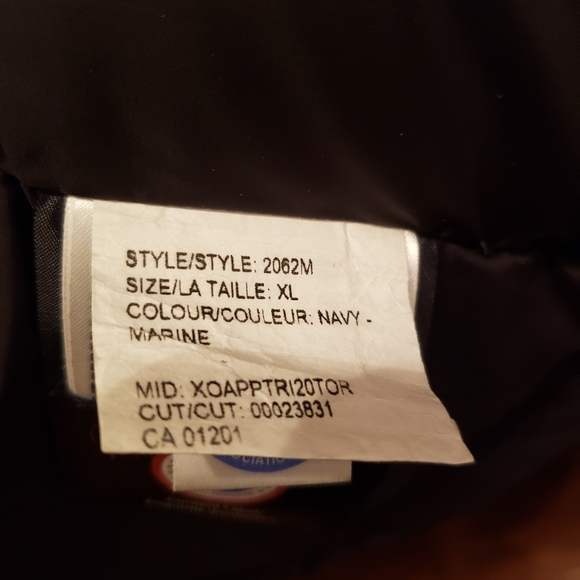 STYLE/STYLE: 2062M
SIZE/LA TAILLE: XL
COLOUR/COULEUR: NAVY -
MARINE
MID: XOAPPTRI20TOR
CUT/CUT: 00023831
CA 01201